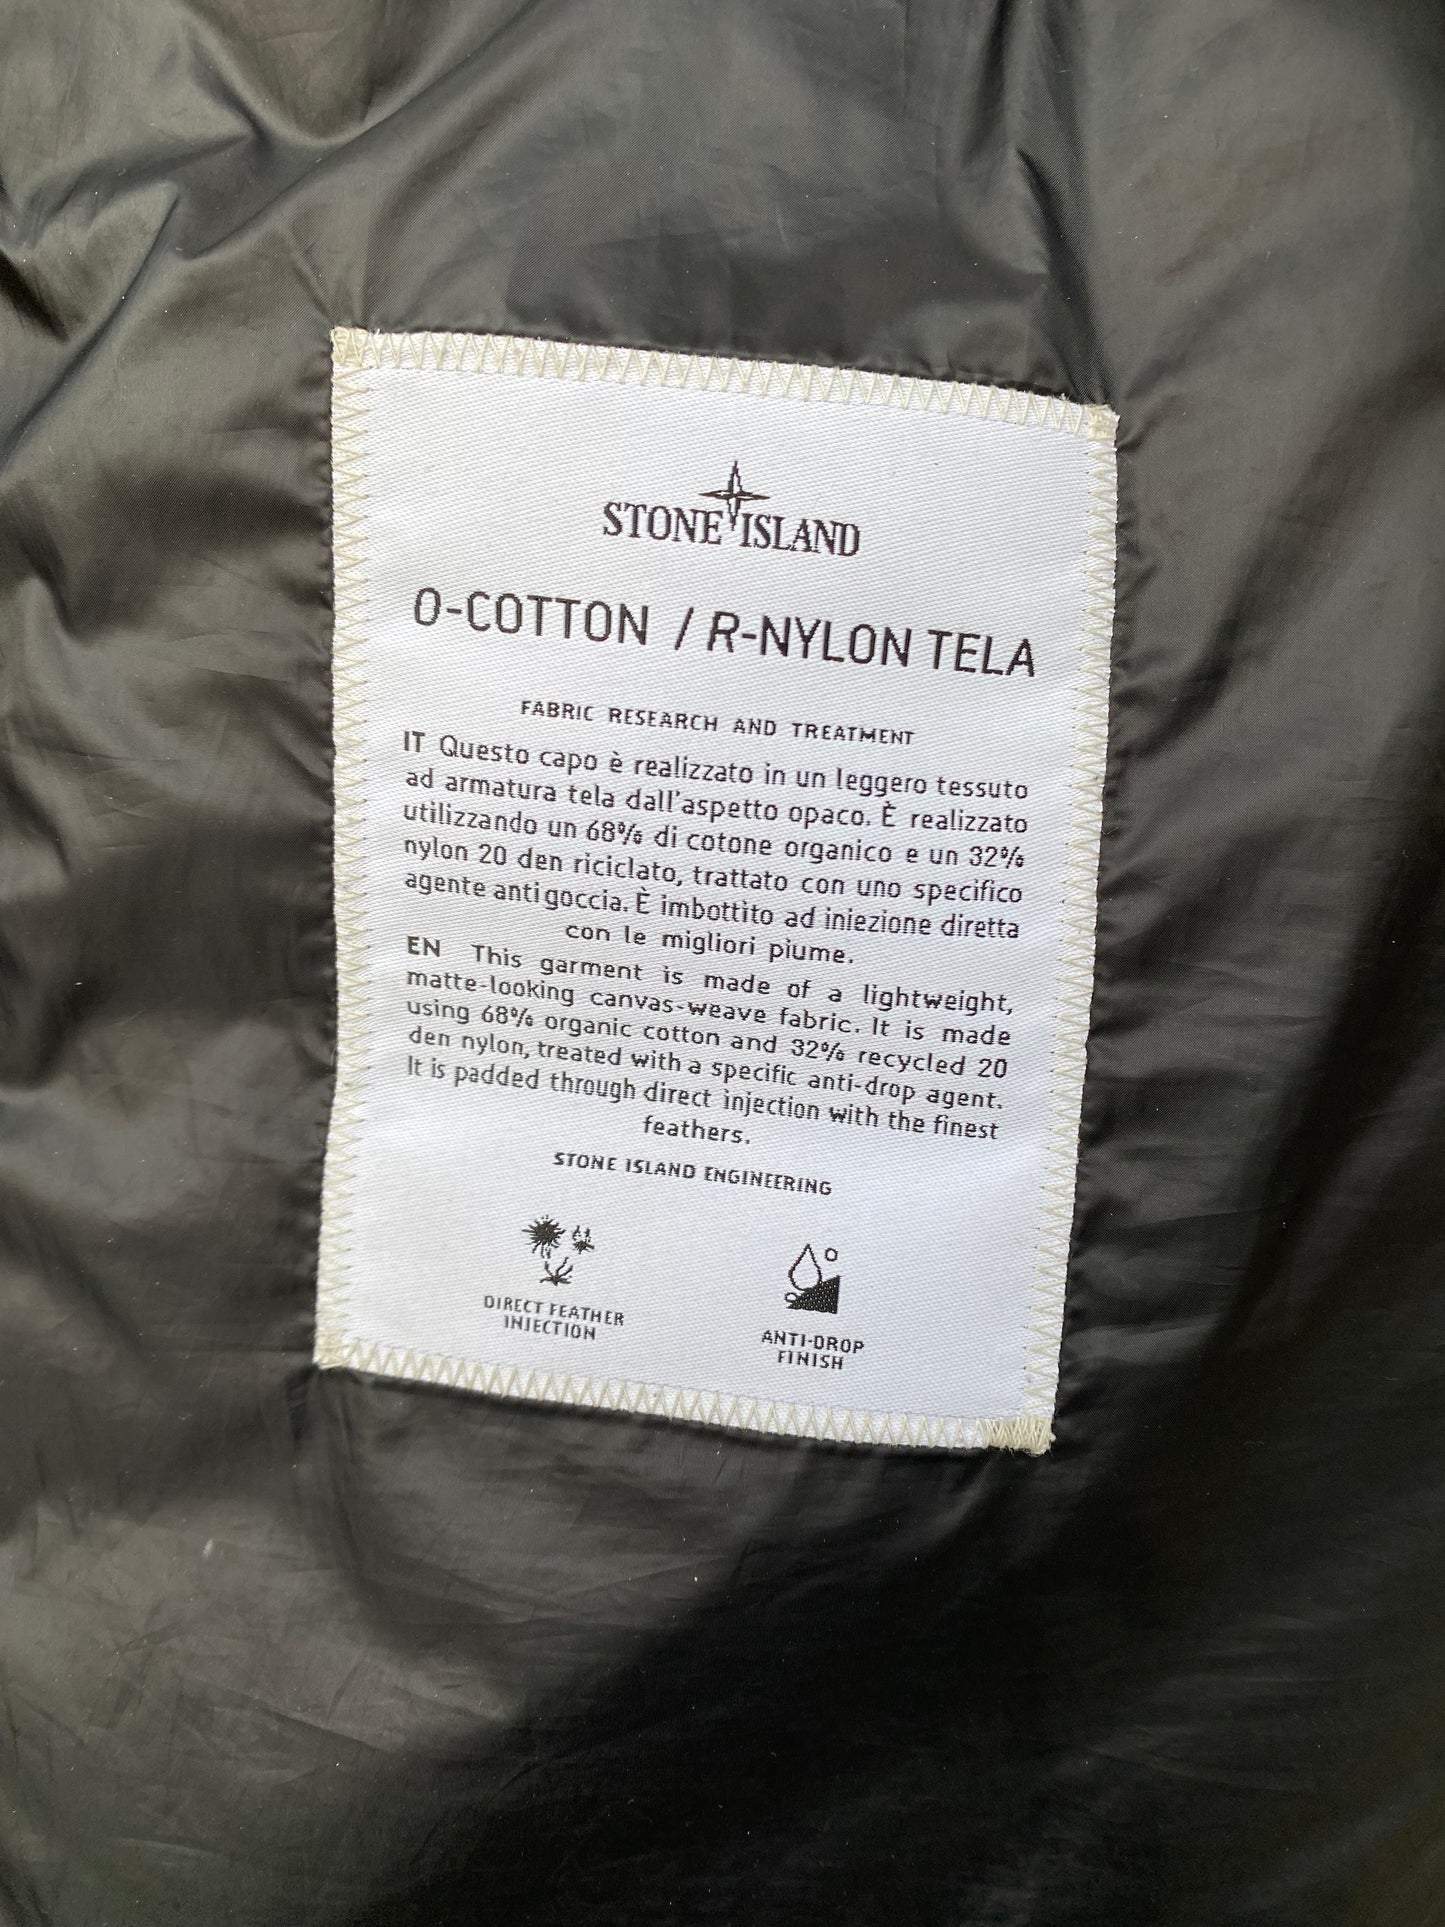 STONE ISLAND
O-COTTON / R-NYLON TELA
FABRIC RESEARCH AND TREATMENT
IT Questo capo è realizzato in un leggero tessuto
ad armatura tela dall'aspetto opaco. È realizzato
utilizzando un 68% di cotone organico e un 32%
nylon 20 den riciclato, trattato con uno specifico
agente antigoccia. È imbottito ad iniezione diretta
con le migliori piume.
EN This garment is made of a lightweight,
matte-looking canvas-weave fabric. It is made
using 68% organic cotton and 32% recycled 20
den nylon, treated with a specific anti-drop agent.
It is padded through direct injection with the finest
feathers.
STONE ISLAND ENGINEERING
DIRECT FEATHER
INJECTION
ANTI-DROP
FINISH